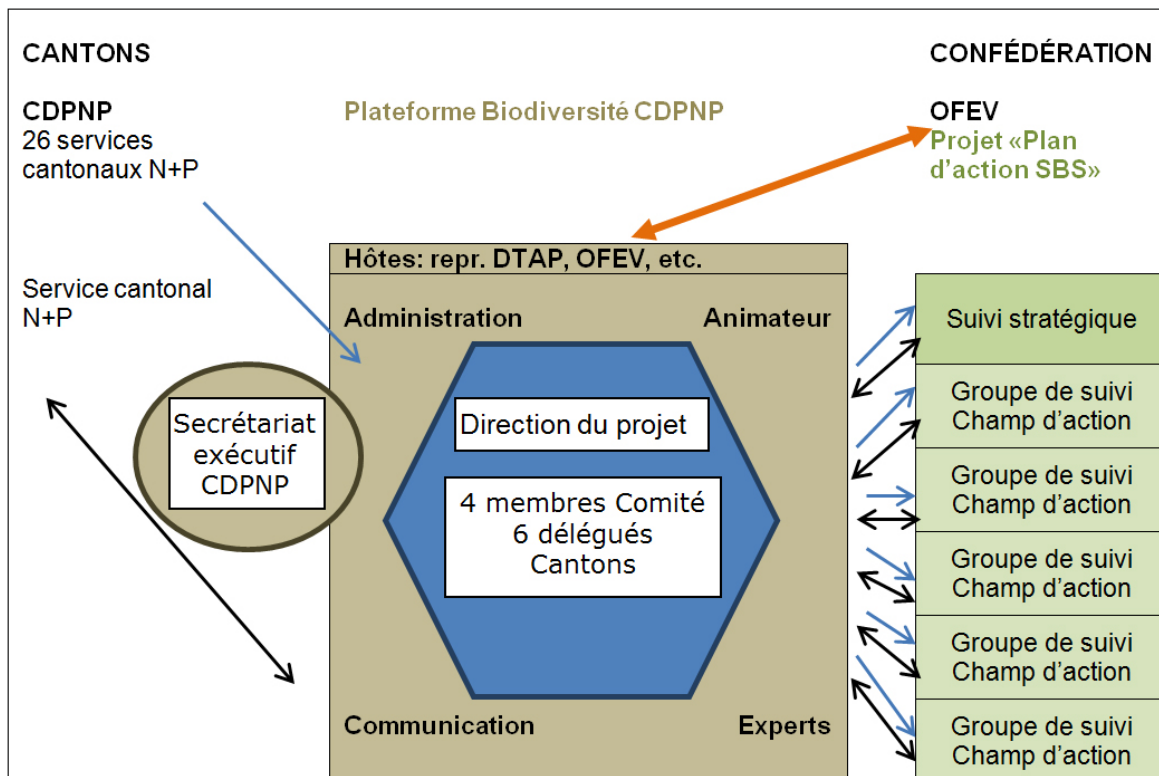 CANTONS
CONFÉDÉRATION
CDPNP
26 services
cantonaux N+P
Plateforme Biodiversité CDPNP
OFEV
Projet «Plan
d’action SBS»
Hôtes: repr. DTAP, OFEV, etc.
Service cantonal
N+P
Administration
Animateur
Secrétariat
exécutif
CDPNP
Direction du projet
4 membres Comité
6 délégués
Cantons
Communication
Experts
Suivi stratégique
Groupe de suivi
Champ d’action
Groupe de suivi
Champ d’action
Groupe de suivi
Champ d’action
Groupe de suivi
Champ d’action
Groupe de suivi
Champ d’action